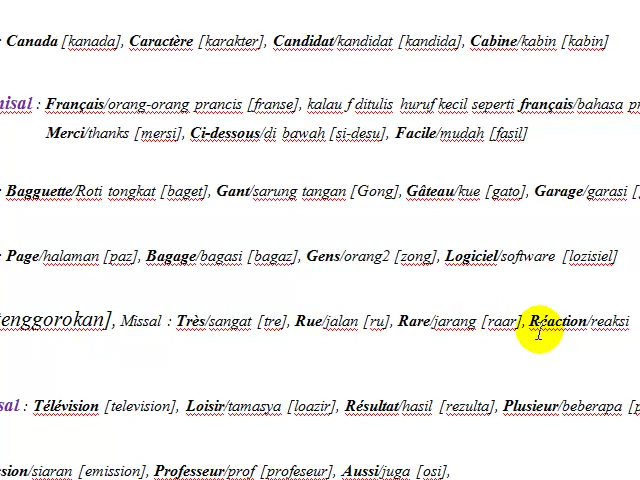 : Canada [kanada], Caractère [karakter], Candidat/kandidat [kandida], Cabine/kabin [kabin]
: Français/orang-orang prancis [franse], kalau f ditulis huruf kecil seperti français/bahasa
Merci/thanks [mersi], Ci-dessous/di bawah [si-desu], Facile/mudah [fasil]
: Bagguette/Roti tongkat [baget], Gant/sarung tangan [Gong], Gâteau/kue [gato], Garage/garasi
: Page/halaman [paz], Bagage/bagasi [bagaz], Gens/orang2 [zong], Logiciel/software [lozisiel]
tenggorokan], Missal : Très/sangat [tre], Rue/jalan [ru], Rare/jarang [raar], Réaction/reaksi
: Télévision [television], Loisir/tamasya [loazir], Résultat/hasil [rezulta], Plusieur/beberapa
/siaran [emission], Professeur/prof [profeseur], Aussi/juga [osi],